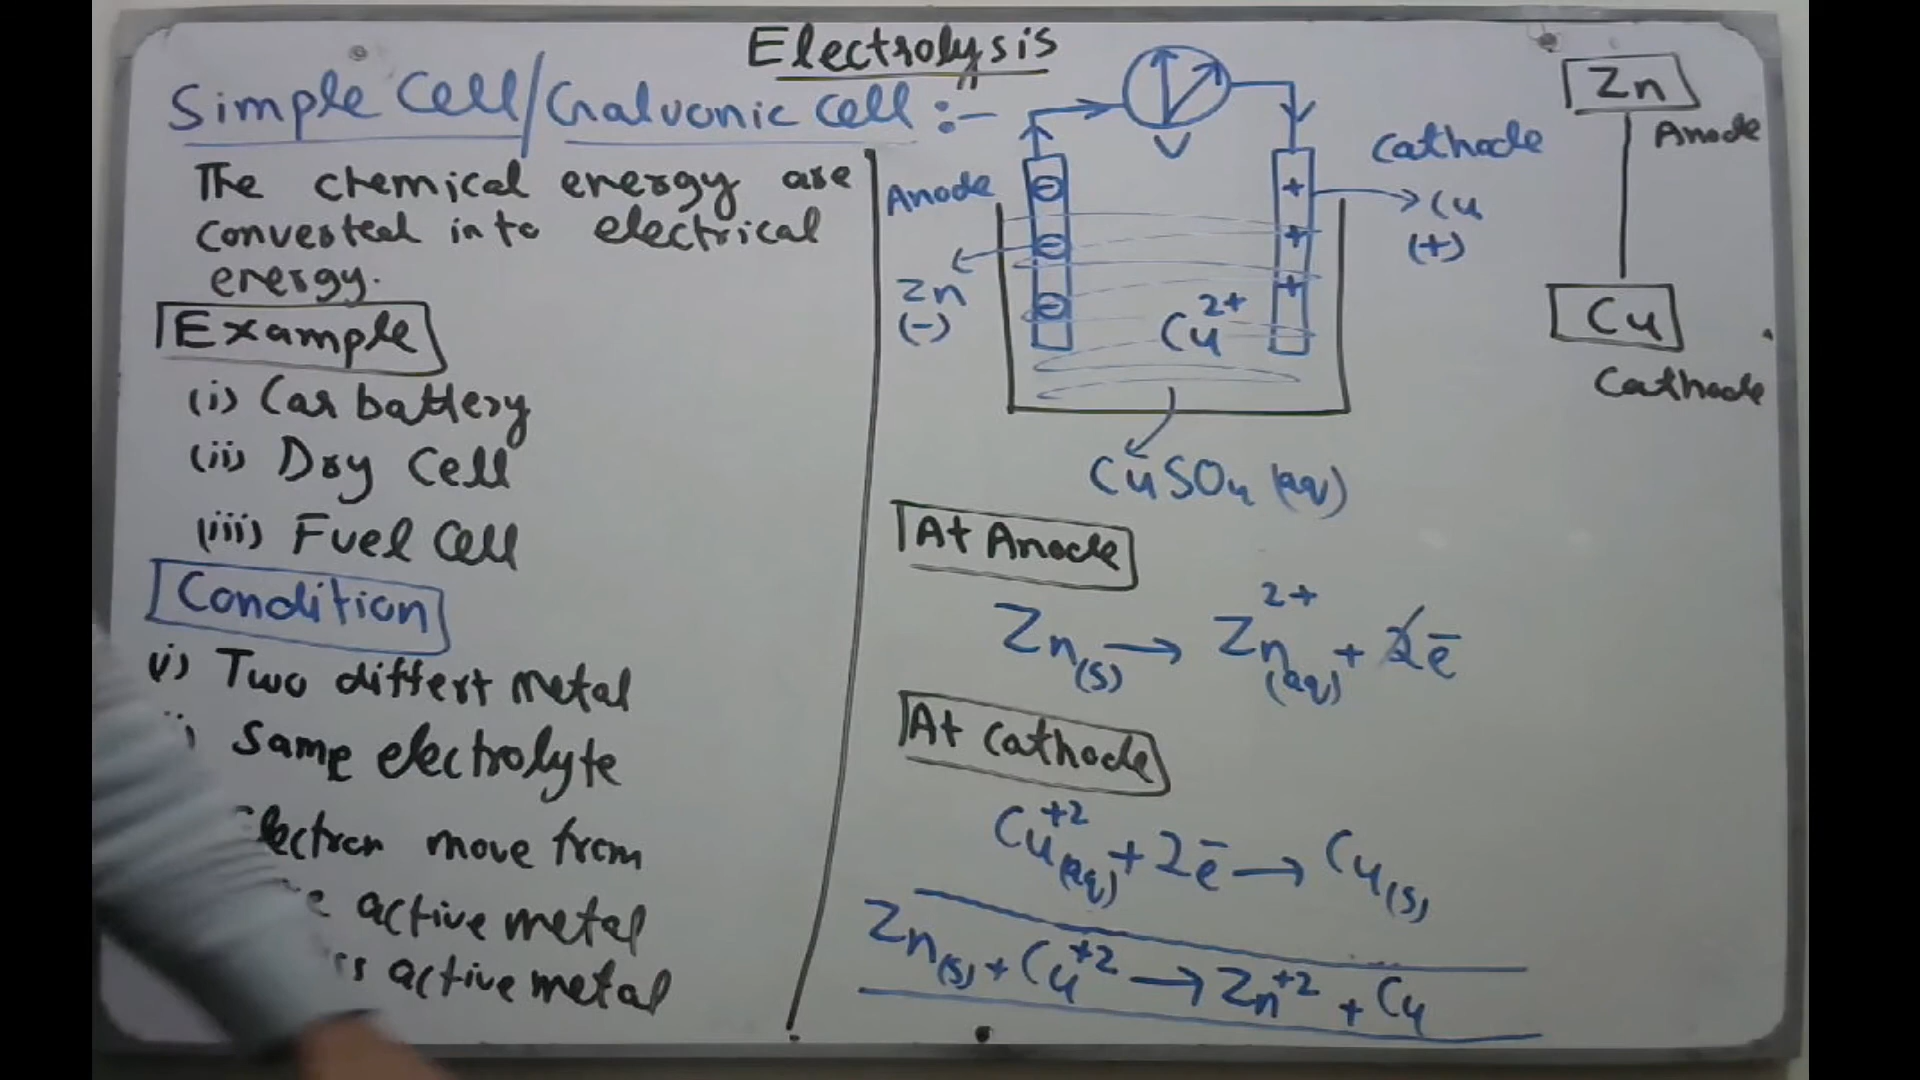 Electrolysis
Simple Cell/Galvanic Cell :-
The chemical energy are
converted into electrical
energy.
Example
(i) Car battery
(ii) Dry Cell
(iii) Fuel Cell
Condition
(i) Two differt metal
Same electrolyte
lectron move from
active metal
active metal
V
Anode
Zn
(-)
Cathode
Cu
(+)
Cu²⁺
CuSO₄ (aq)
Zn
Anode
Cu
Cathode
At Anode
Zn(s) → Zn²⁺(aq) + 2e⁻
At Cathode
Cu⁺²(aq) + 2e⁻ → Cu(s)
Zn(s) + Cu⁺² → Zn⁺² + Cu